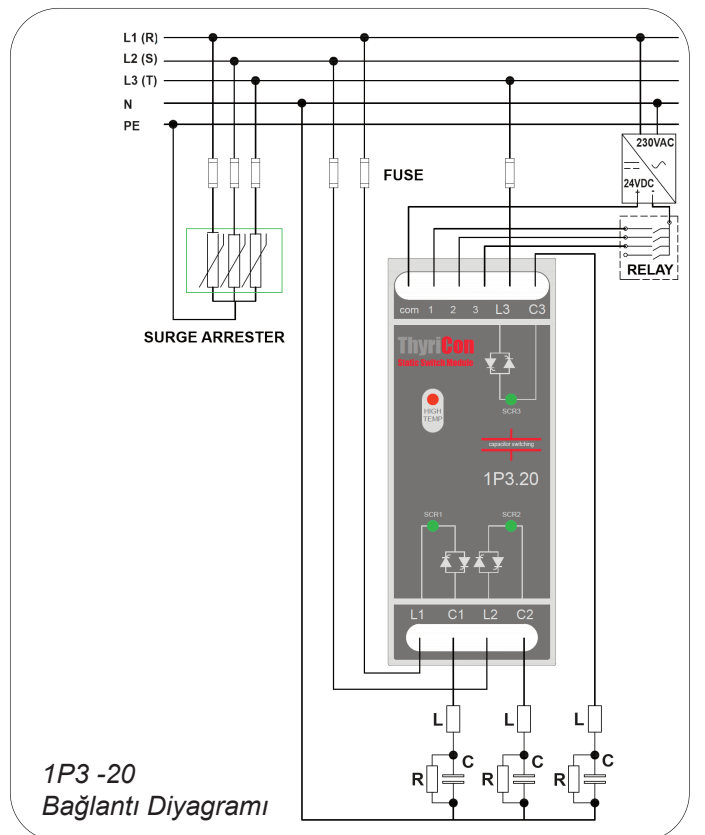 L1 (R)
L2 (S)
L3 (T)
N
PE
230VAC
24VDC
+ -
FUSE
RELAY
SURGE ARRESTER
com 1 2 3 L3 C3
ThyriCon
Static Switch Module
HIGH
TEMP
SCR3
capacitor switching
1P3.20
SCR1 SCR2
L1 C1 L2 C2
L L L
C C C
R R R
1P3 -20
Bağlantı Diyagramı